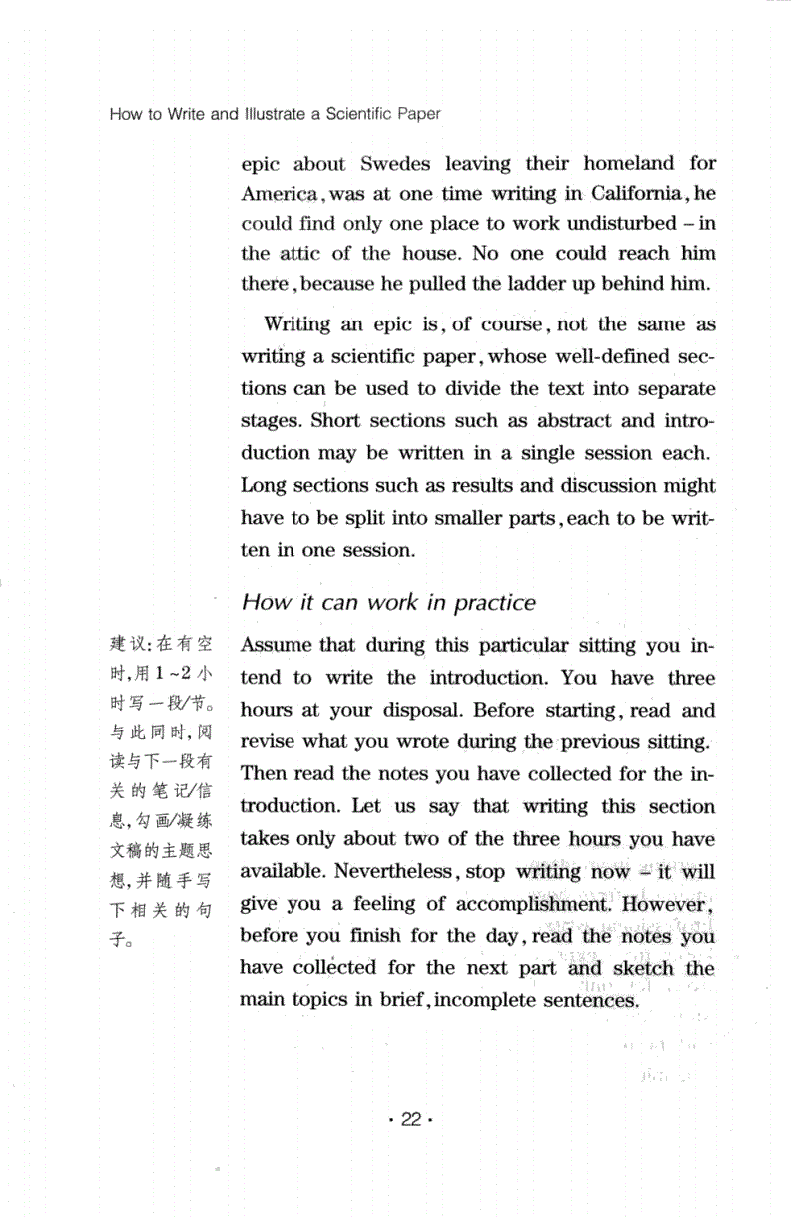 How to Write and Illustrate a Scientific Paper
epic about Swedes leaving their homeland for
America, was at one time writing in California, he
could find only one place to work undisturbed – in
the attic of the house. No one could reach him
there, because he pulled the ladder up behind him.
Writing an epic is, of course, not the same as
writing a scientific paper, whose well-defined sec-
tions can be used to divide the text into separate
stages. Short sections such as abstract and intro-
duction may be written in a single session each.
Long sections such as results and discussion might
have to be split into smaller parts, each to be writ-
ten in one session.
How it can work in practice
建议:在有空
时,用1~2小
时写一段/节。
与此同时,阅
读与下一段有
关的笔记/信
息,勾画/凝练
文稿的主题思
想,并随手写
下相关的句
子。
Assume that during this particular sitting you in-
tend to write the introduction. You have three
hours at your disposal. Before starting, read and
revise what you wrote during the previous sitting.
Then read the notes you have collected for the in-
troduction. Let us say that writing this section
takes only about two of the three hours you have
available. Nevertheless, stop writing now – it will
give you a feeling of accomplishment. However,
before you finish for the day, read the notes you
have collected for the next part and sketch the
main topics in brief, incomplete sentences.
· 22 ·